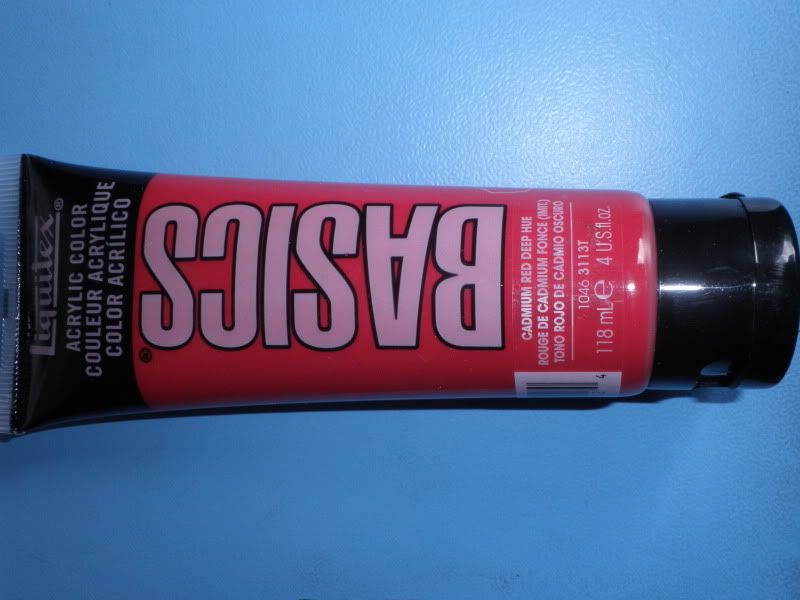 Liquitex®
ACRYLIC COLOR
COULEUR ACRYLIQUE
COLOR ACRÍLICO
BASICS®
CADMIUM RED DEEP HUE
ROUGE DE CADMIUM FONCÉ (IMIT.)
TONO ROJO DE CADMIO OSCURO
1046 3113T
118 mL e 4 U.S.fl.oz.
4